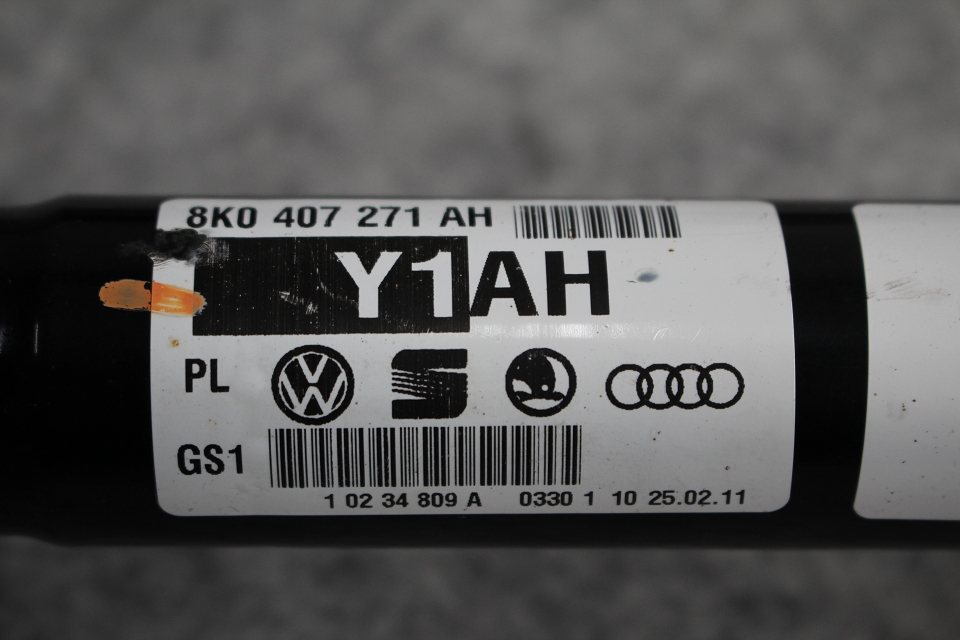 8K0 407 271 AH
Y1AH
PL
GS1
1 02 34 809 A 0330 1 10 25.02.11